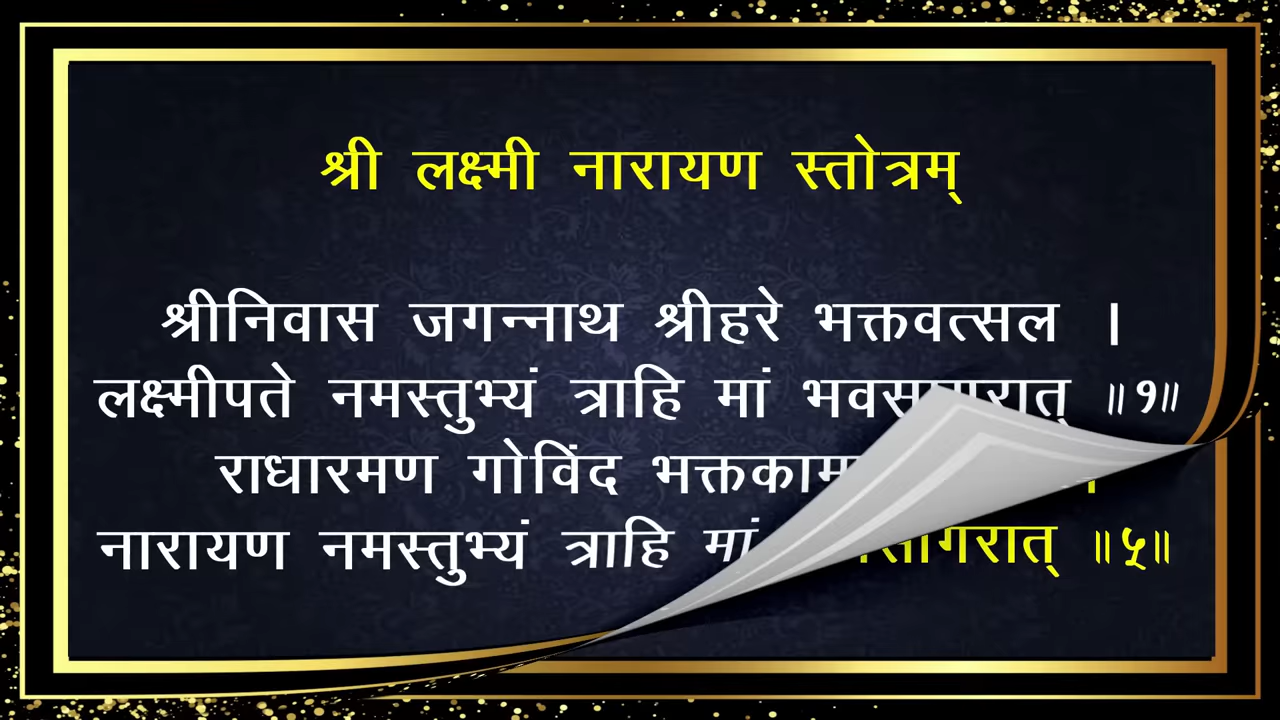 श्री लक्ष्मी नारायण स्तोत्रम्
श्रीनिवास जगन्नाथ श्रीहरे भक्तवत्सल ।
लक्ष्मीपते नमस्तुभ्यं त्राहि मां ॥१॥
राधारमण गोविंद
नारायण नमस्तुभ्यं त्राहि मां ॥५॥